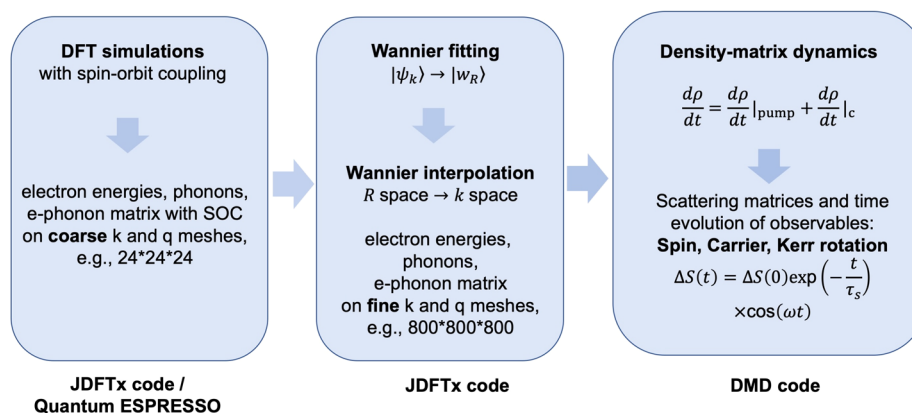 DFT simulations
with spin-orbit coupling
electron energies, phonons,
e-phonon matrix with SOC
on coarse k and q meshes,
e.g., 24*24*24
JDFTx code /
Quantum ESPRESSO
Wannier fitting
|ψ_k⟩ → |w_R⟩
Wannier interpolation
R space → k space
electron energies,
phonons,
e-phonon matrix
on fine k and q meshes,
e.g., 800*800*800
JDFTx code
Density-matrix dynamics
dρ/dt = dρ/dt|pump + dρ/dt|c
Scattering matrices and time
evolution of observables:
Spin, Carrier, Kerr rotation
ΔS(t) = ΔS(0)exp(−t/τ_s)
×cos(ωt)
DMD code